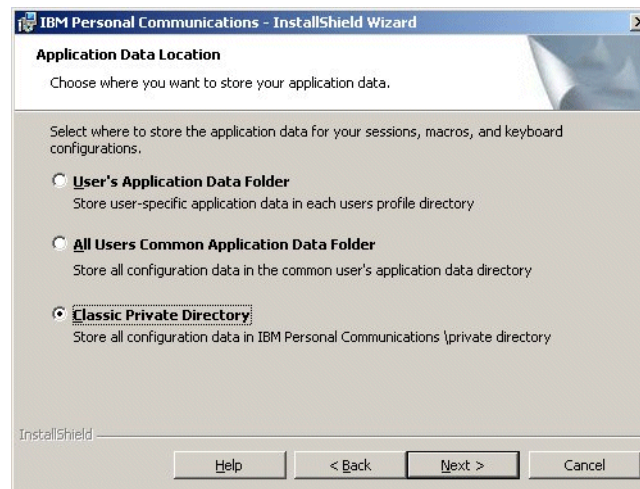 IBM Personal Communications - InstallShield Wizard
Application Data Location
Choose where you want to store your application data.
Select where to store the application data for your sessions, macros, and keyboard
configurations.
User's Application Data Folder
Store user-specific application data in each users profile directory
All Users Common Application Data Folder
Store all configuration data in the common user's application data directory
Classic Private Directory
Store all configuration data in IBM Personal Communications \private directory
InstallShield
Help < Back Next > Cancel